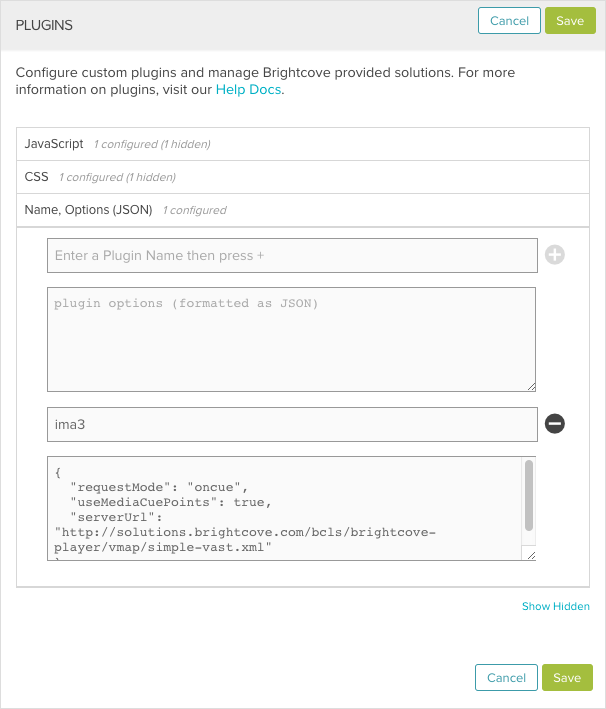 PLUGINS
Cancel
Save
Configure custom plugins and manage Brightcove provided solutions. For more
information on plugins, visit our Help Docs.
JavaScript 1 configured (1 hidden)
CSS 1 configured (1 hidden)
Name, Options (JSON) 1 configured
Enter a Plugin Name then press +
plugin options (formatted as JSON)
ima3
{
  "requestMode": "oncue",
  "useMediaCuePoints": true,
  "serverUrl":
"http://solutions.brightcove.com/bcls/brightcove-
player/vmap/simple-vast.xml"
Show Hidden
Cancel
Save